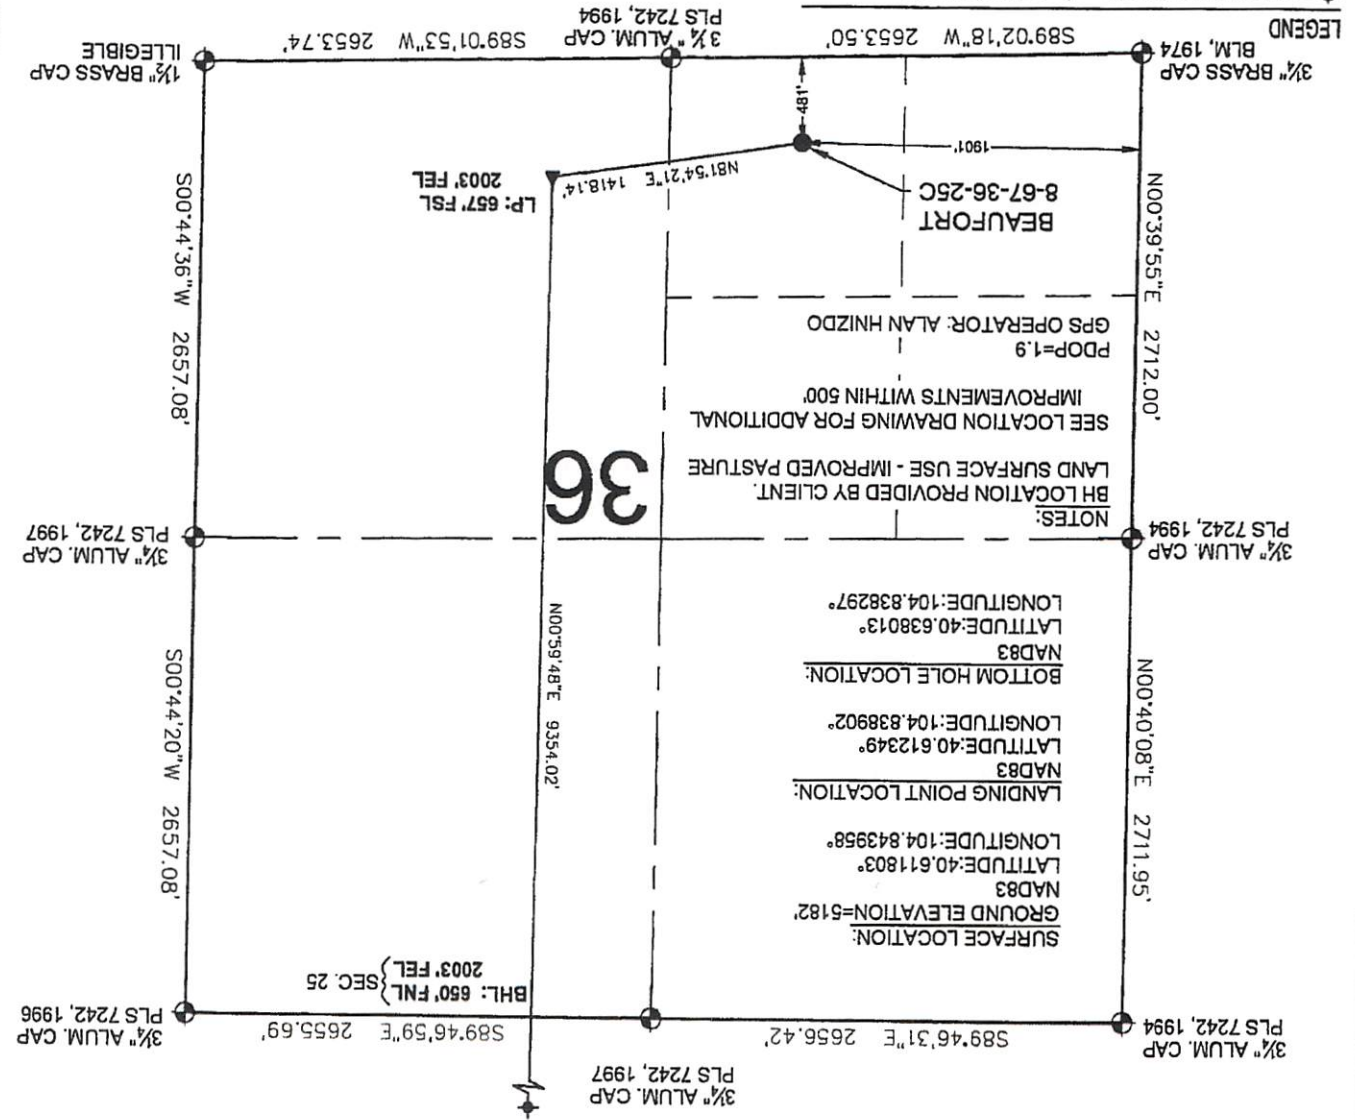 3¼" ALUM. CAP
PLS 7242, 1997
3¼" ALUM. CAP
PLS 7242, 1994
S89°46'31"E 2656.42'
S89°46'59"E 2655.69'
3¼" ALUM. CAP
PLS 7242, 1996
BHL: 650' FNL
2003' FEL
SEC. 25
SURFACE LOCATION:
GROUND ELEVATION=5182'
NAD83
LATITUDE:40.611803°
LONGITUDE:104.843958°
LANDING POINT LOCATION:
NAD83
LATITUDE:40.612349°
LONGITUDE:104.838902°
BOTTOM HOLE LOCATION:
NAD83
LATITUDE:40.638013°
LONGITUDE:104.838297°
N00°40'08"E 2711.95'
N00°59'48"E 9354.02'
S00°44'20"W 2657.08'
3¼" ALUM. CAP
PLS 7242, 1994
3¼" ALUM. CAP
PLS 7242, 1997
NOTES:
BH LOCATION PROVIDED BY CLIENT.
LAND SURFACE USE - IMPROVED PASTURE
SEE LOCATION DRAWING FOR ADDITIONAL
IMPROVEMENTS WITHIN 500'
PDOP=1.9
GPS OPERATOR: ALAN HNIZDO
36
N00°39'55"E 2712.00'
S00°44'36"W 2657.08'
BEAUFORT
8-67-36-25C
LP: 657' FSL
2003' FEL
N81°54'21"E 1418.14'
1901'
481'
3¼" BRASS CAP
BLM, 1974
S89°02'18"W 2653.50'
3¼" ALUM. CAP
PLS 7242, 1994
S89°01'53"W 2653.74'
1½" BRASS CAP
ILLEGIBLE
LEGEND